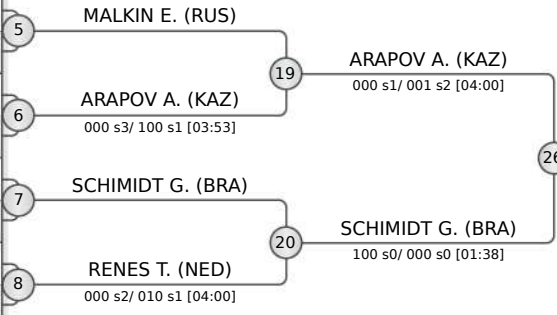 MALKIN E. (RUS)
5
19
ARAPOV A. (KAZ)
000 s1/ 001 s2 [04:00]
ARAPOV A. (KAZ)
6
000 s3/ 100 s1 [03:53]
26
SCHIMIDT G. (BRA)
7
20
SCHIMIDT G. (BRA)
100 s0/ 000 s0 [01:38]
RENES T. (NED)
8
000 s2/ 010 s1 [04:00]